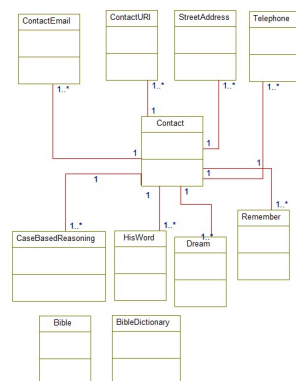 ContactEmail
ContactURI
StreetAddress
Telephone
1..*
1..*
1..*
1..*
1
Contact
1
1
1
1
1
1
1
1..*
1..*
1..*
1..*
CaseBasedReasoning
HisWord
Dream
Remember
Bible
BibleDictionary